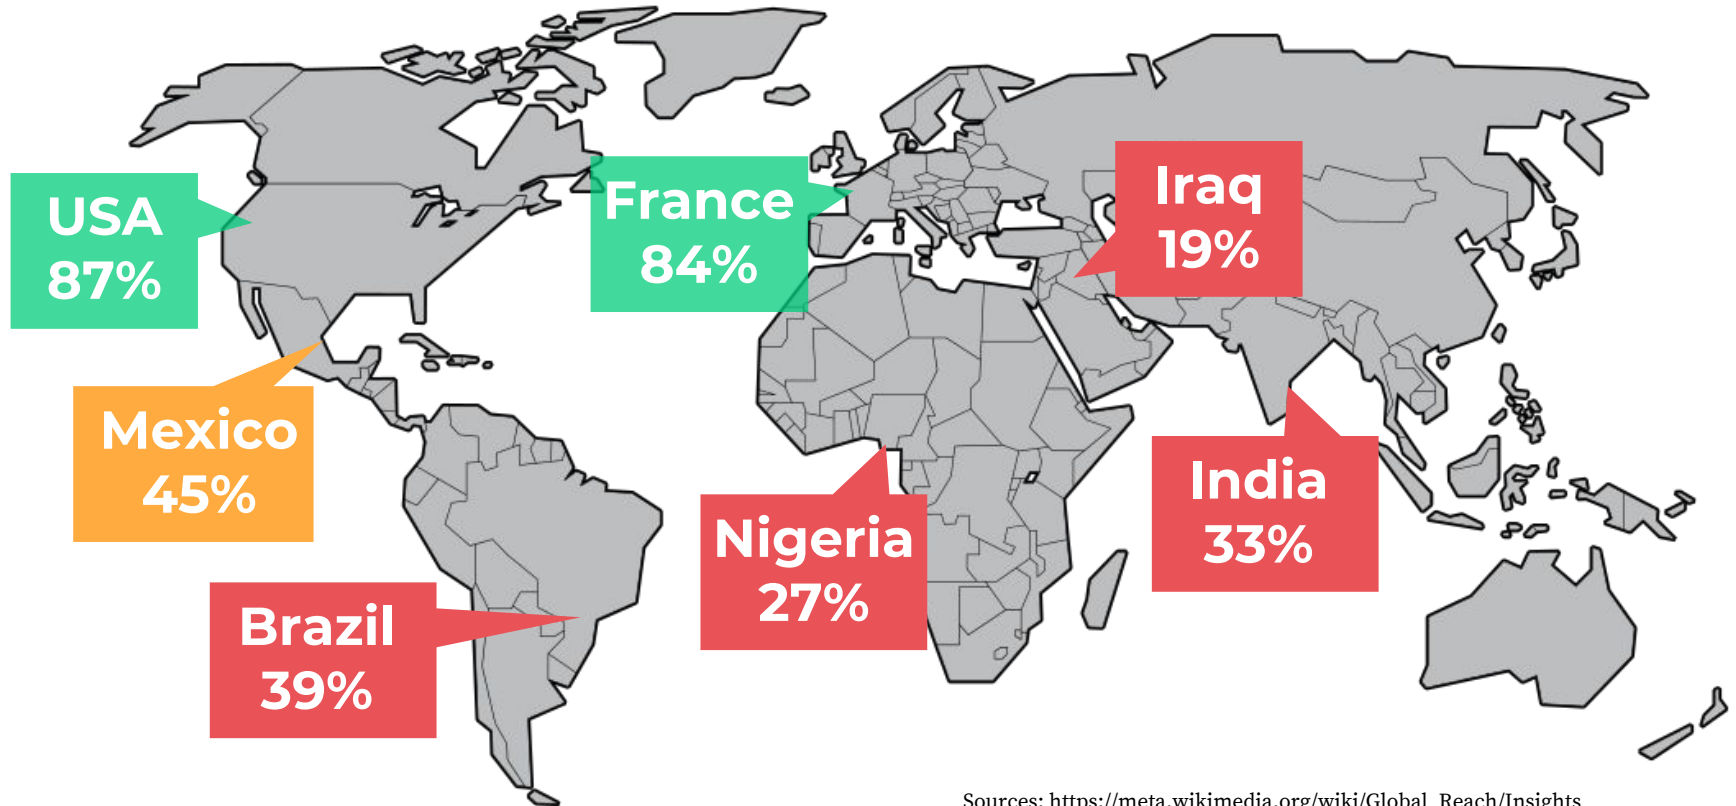 USA
87%
France
84%
Iraq
19%
Mexico
45%
India
33%
Nigeria
27%
Brazil
39%
Sources: https://meta.wikimedia.org/wiki/Global_Reach/Insights